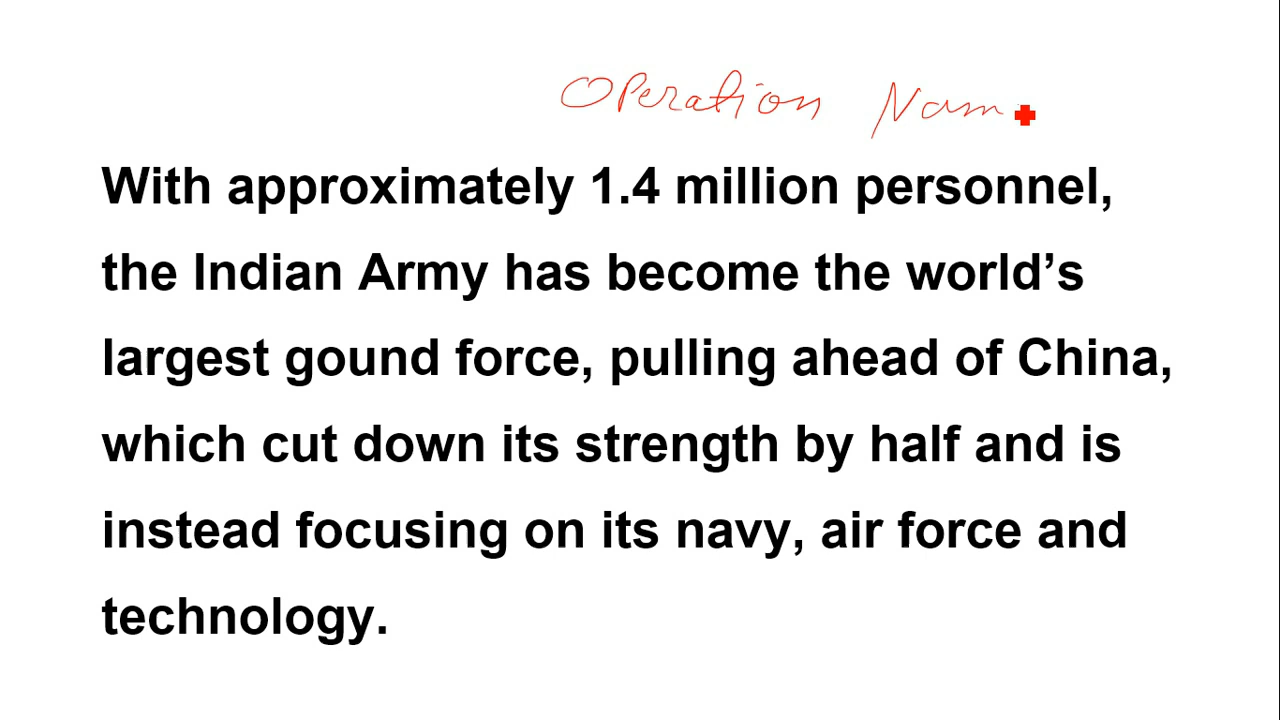 Operation Nam
With approximately 1.4 million personnel,
the Indian Army has become the world’s
largest gound force, pulling ahead of China,
which cut down its strength by half and is
instead focusing on its navy, air force and
technology.